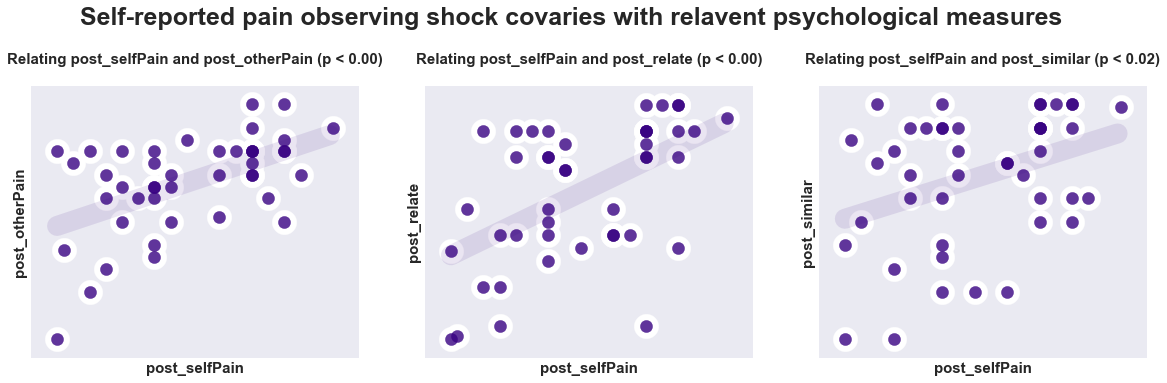 Self-reported pain observing shock covaries with relavent psychological measures
Relating post_selfPain and post_otherPain (p < 0.00)
Relating post_selfPain and post_relate (p < 0.00)
Relating post_selfPain and post_similar (p < 0.02)
post_otherPain
post_relate
post_similar
post_selfPain
post_selfPain
post_selfPain